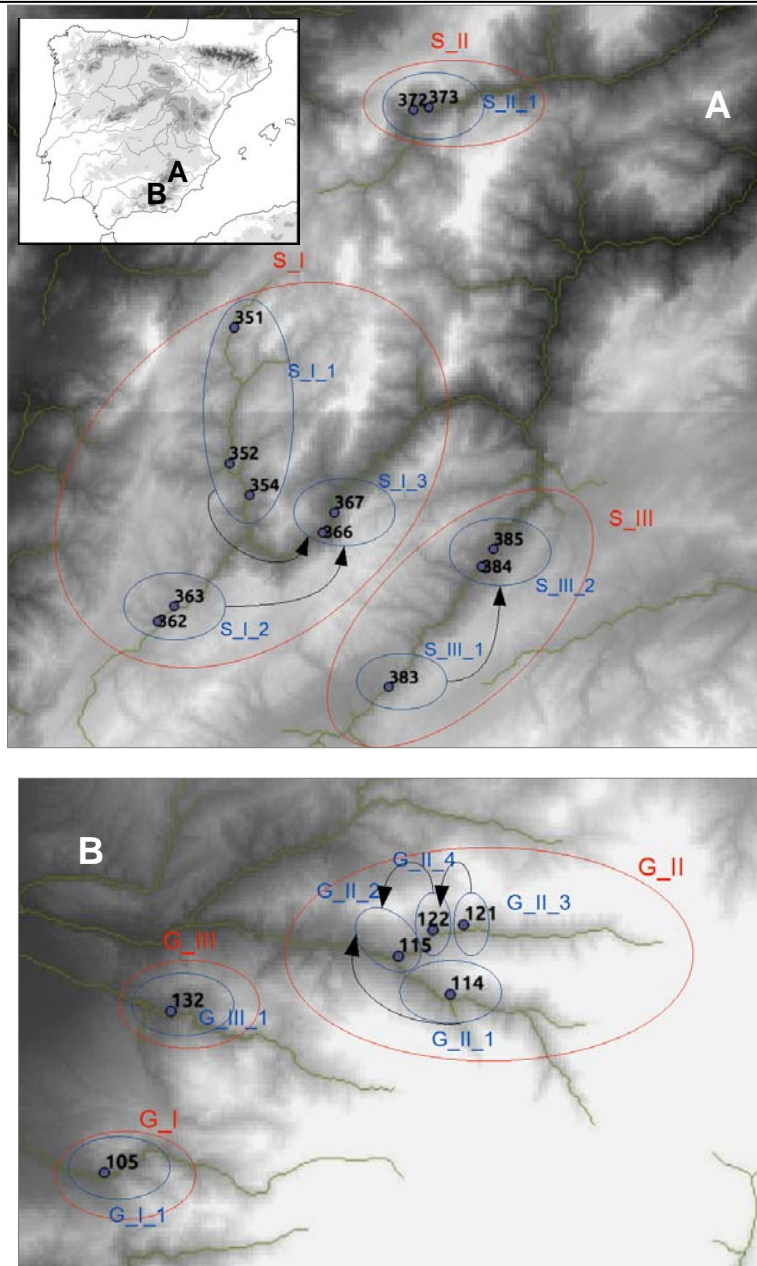 S_II
372 373
S_II_1
A
A
B
S_I
351
S_I_1
352
354
S_I_3
367
366
S_III
385
384
S_III_2
363
362
S_I_2
S_III_1
383
B
G_II_4
G_II
G_II_2
G_II_3
122
121
115
G_III
114
132
G_III_1
G_II_1
G_I
105
G_I_1